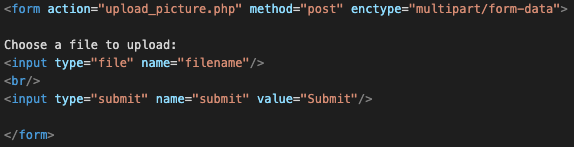 <form action="upload_picture.php" method="post" enctype="multipart/form-data">
Choose a file to upload:
<input type="file" name="filename"/>
<br/>
<input type="submit" name="submit" value="Submit"/>
</form>